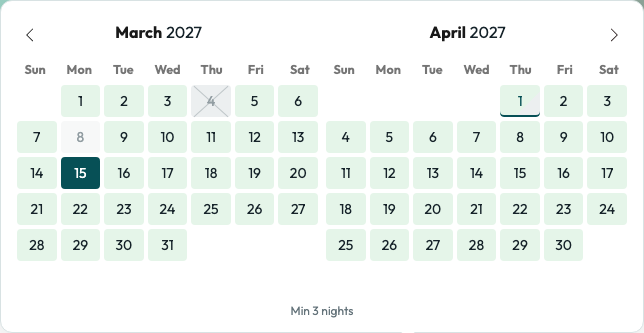 March 2027
Sun Mon Tue Wed Thu Fri Sat
1 2 3 4 5 6
7 8 9 10 11 12 13
14 15 16 17 18 19 20
21 22 23 24 25 26 27
28 29 30 31
April 2027
Sun Mon Tue Wed Thu Fri Sat
1 2 3
4 5 6 7 8 9 10
11 12 13 14 15 16 17
18 19 20 21 22 23 24
25 26 27 28 29 30
Min 3 nights